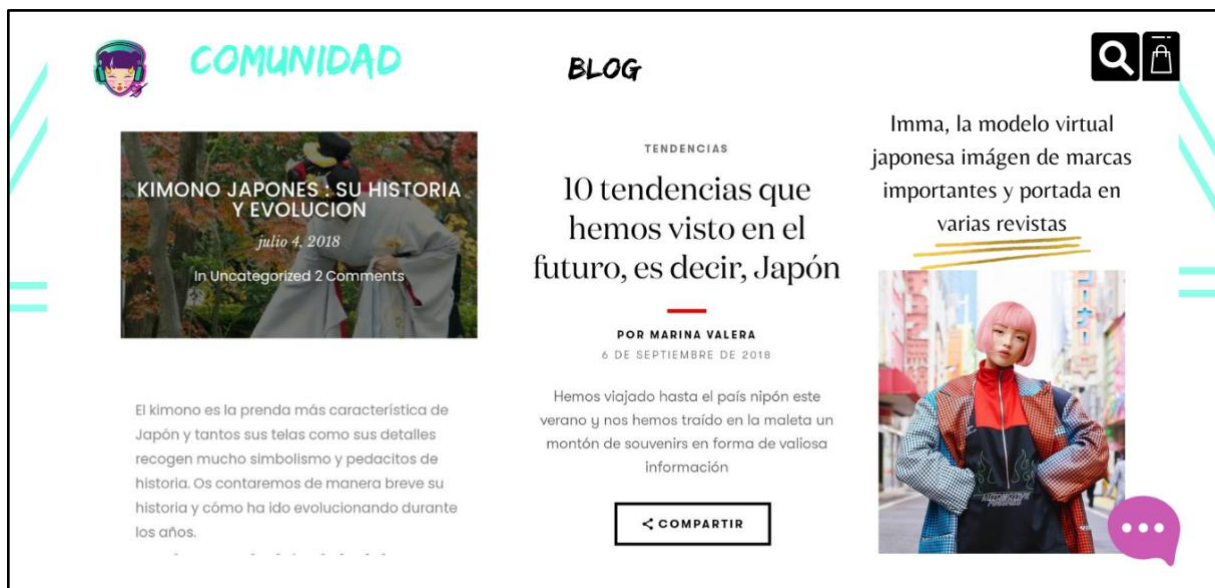 COMUNIDAD
BLOG
KIMONO JAPONES : SU HISTORIA
Y EVOLUCION
julio 4, 2018
In Uncategorized 2 Comments
El kimono es la prenda más característica de
Japón y tantos sus telas como sus detalles
recogen mucho simbolismo y pedacitos de
historia. Os contaremos de manera breve su
historia y cómo ha ido evolucionando durante
los años.
TENDENCIAS
10 tendencias que
hemos visto en el
futuro, es decir, Japón
POR MARINA VALERA
6 DE SEPTIEMBRE DE 2018
Hemos viajado hasta el país nipón este
verano y nos hemos traído en la maleta un
montón de souvenirs en forma de valiosa
información
COMPARTIR
Imma, la modelo virtual
japonesa imágen de marcas
importantes y portada en
varias revistas